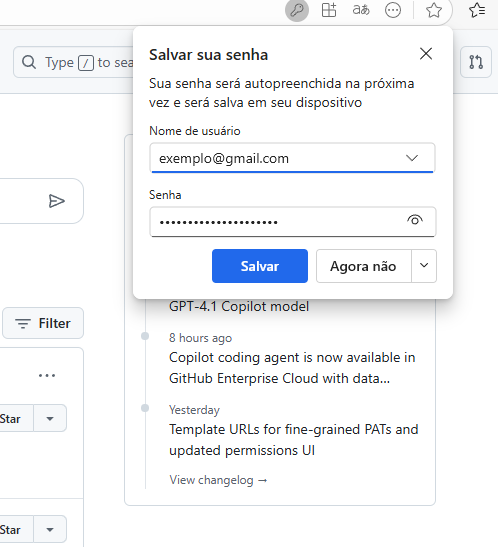 aあ
Type / to sea
Salvar sua senha
Sua senha será autopreenchida na próxima
vez e será salva em seu dispositivo
Nome de usuário
exemplo@gmail.com
Senha
•••••••••••••••••••••
Salvar
Agora não
GPT-4.1 Copilot model
Filter
8 hours ago
Copilot coding agent is now available in
GitHub Enterprise Cloud with data...
Star
Yesterday
Template URLs for fine-grained PATs and
updated permissions UI
View changelog →
Star